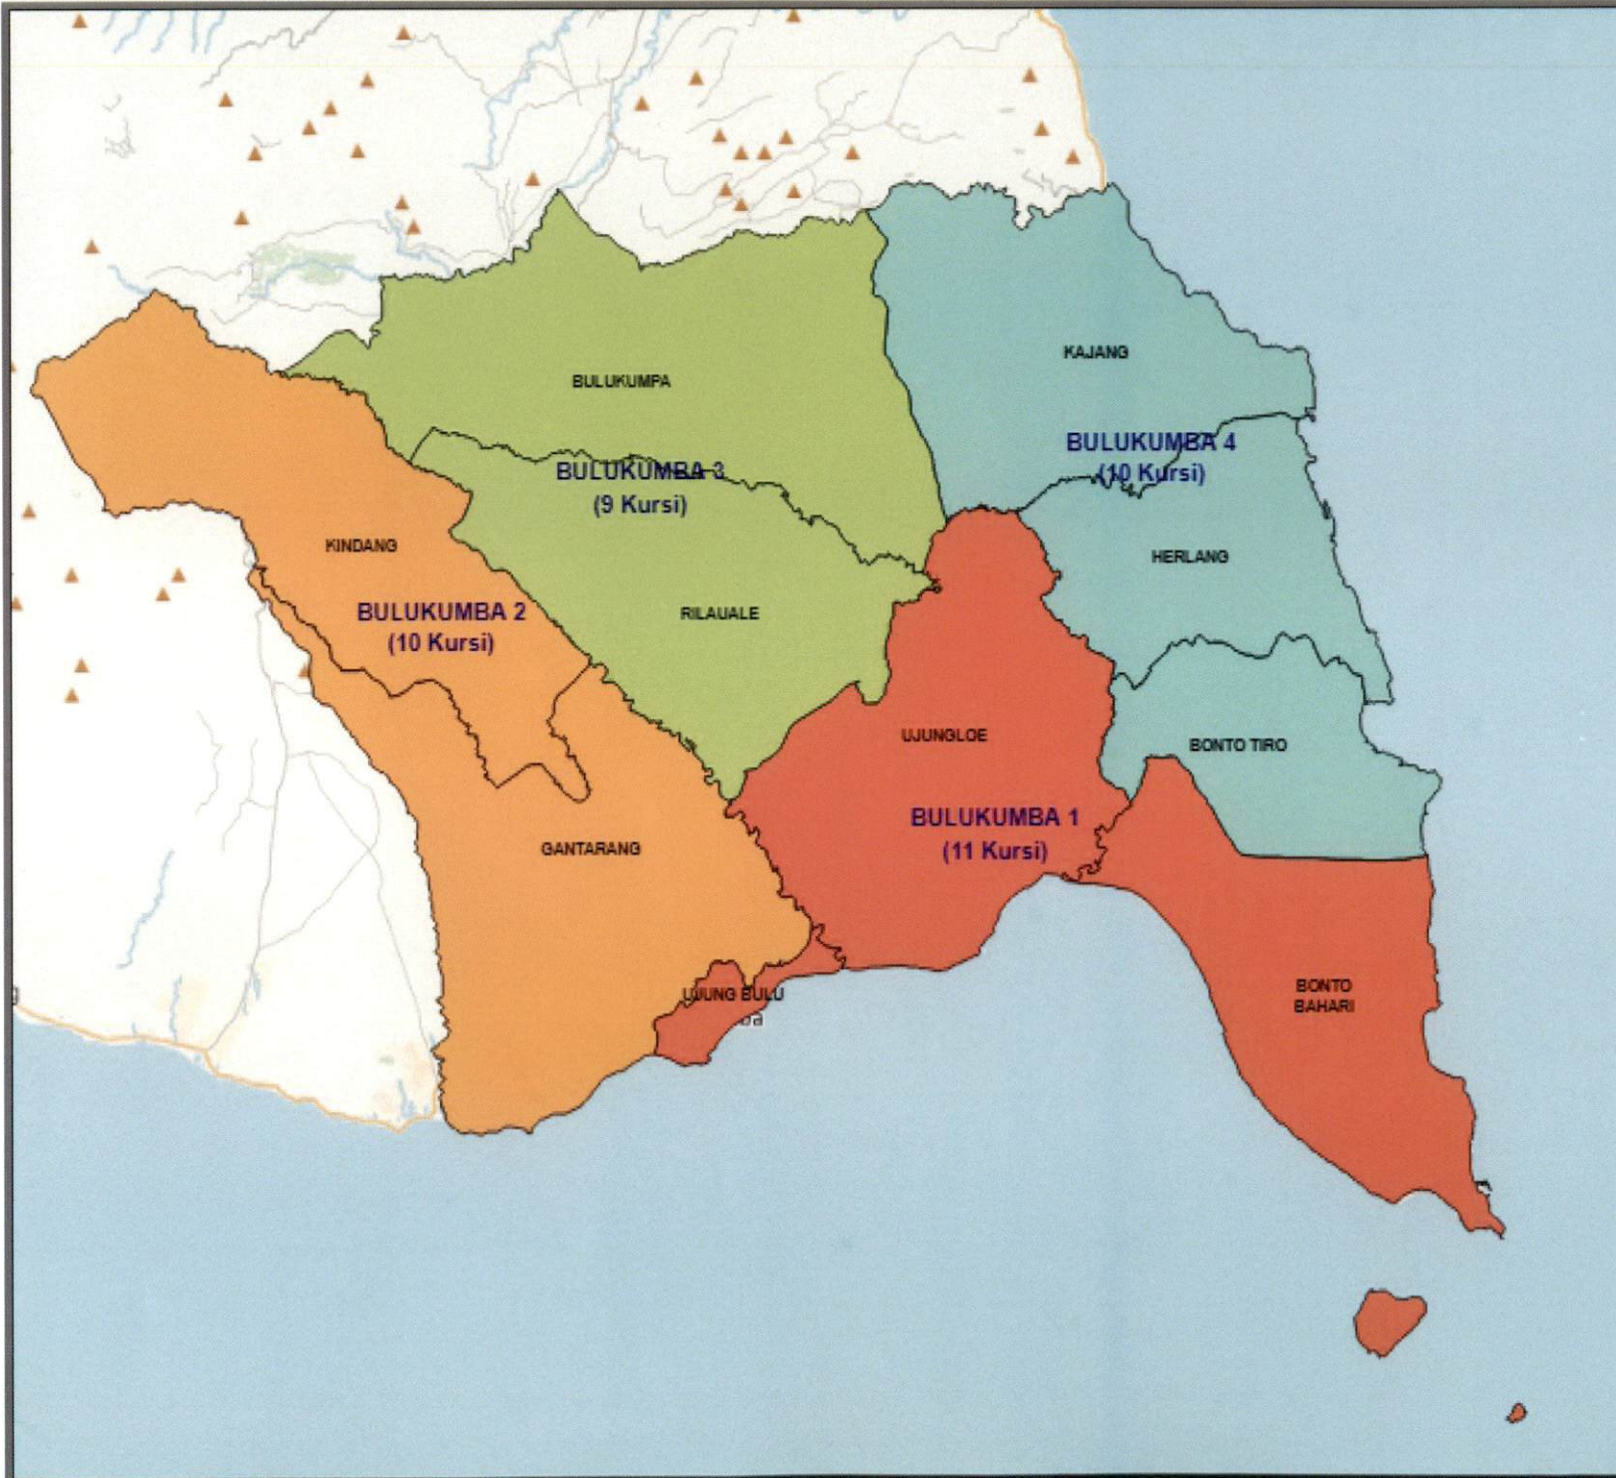 KAJANG
BULUKUMPA
BULUKUMBA 4
(10 Kursi)
BULUKUMBA 3
(9 Kursi)
KINDANG
HERLANG
BULUKUMBA 2
(10 Kursi)
RILAUALE
UJUNGLOE
BONTO TIRO
BULUKUMBA 1
(11 Kursi)
GANTARANG
BONTO
BAHARI
UJUNG BULU
ba